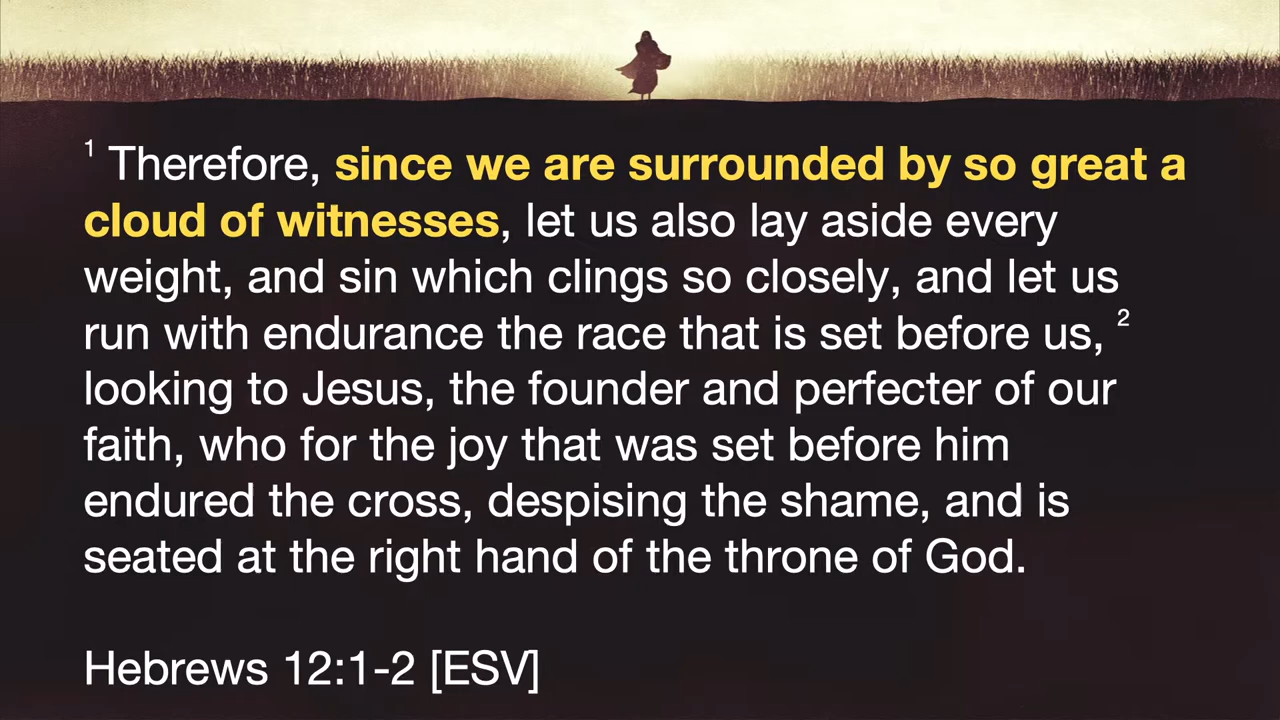 1 Therefore, since we are surrounded by so great a
cloud of witnesses, let us also lay aside every
weight, and sin which clings so closely, and let us
run with endurance the race that is set before us, 2
looking to Jesus, the founder and perfecter of our
faith, who for the joy that was set before him
endured the cross, despising the shame, and is
seated at the right hand of the throne of God.
Hebrews 12:1-2 [ESV]